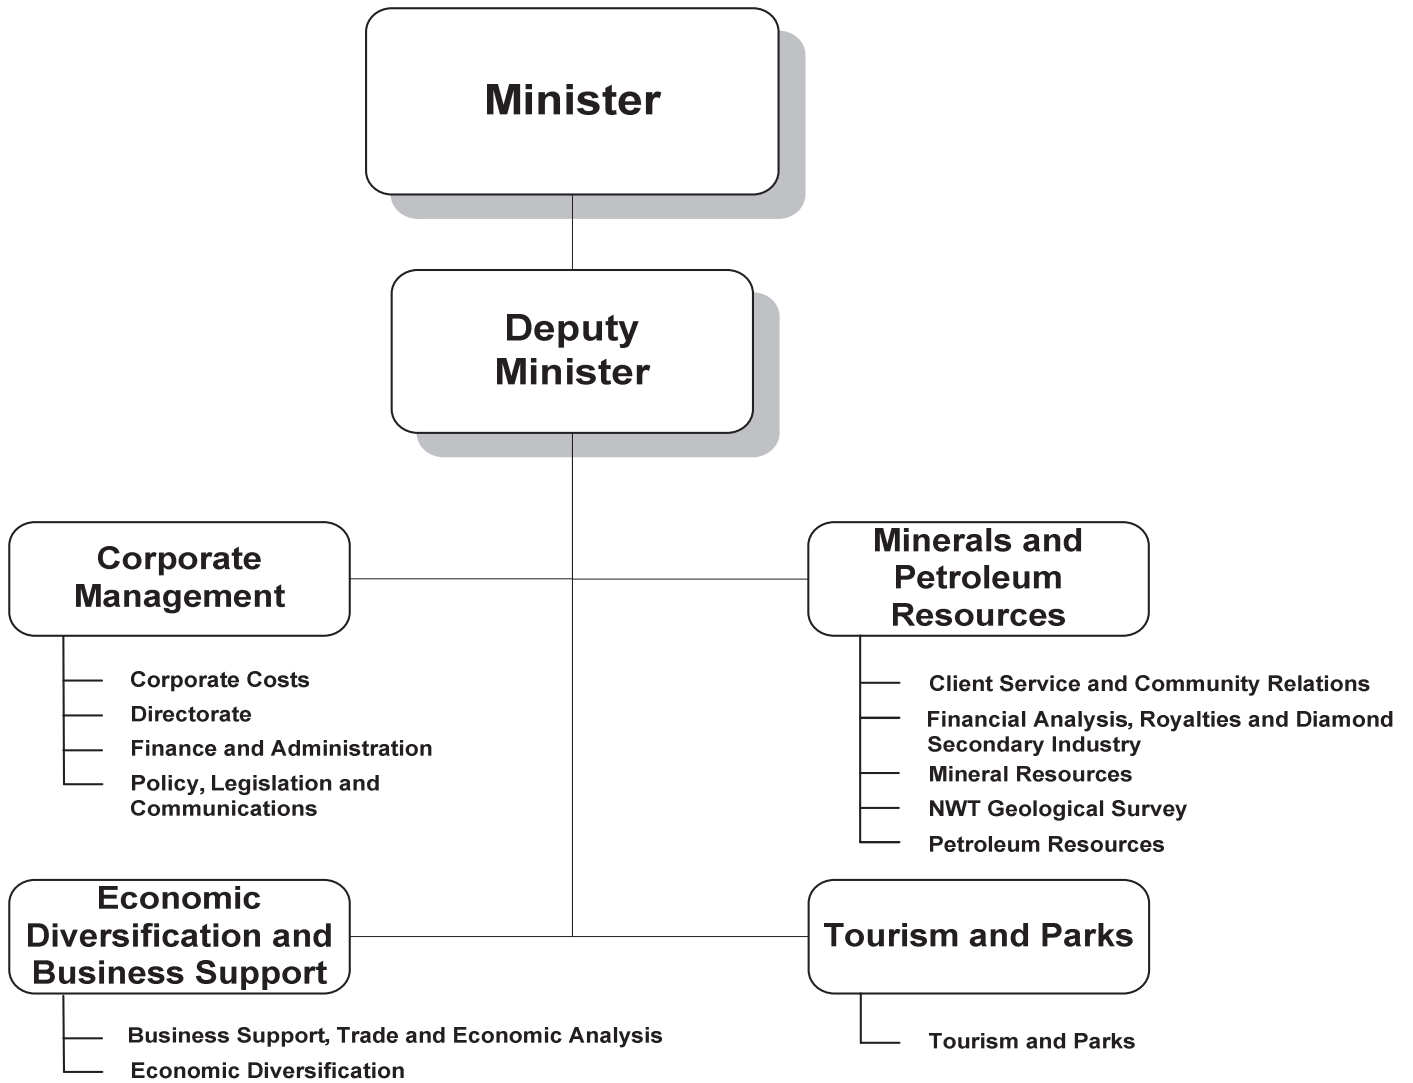 Minister
Deputy
Minister
Corporate
Management
Corporate Costs
Directorate
Finance and Administration
Policy, Legislation and
Communications
Minerals and
Petroleum
Resources
Client Service and Community Relations
Financial Analysis, Royalties and Diamond
Secondary Industry
Mineral Resources
NWT Geological Survey
Petroleum Resources
Economic
Diversification and
Business Support
Business Support, Trade and Economic Analysis
Economic Diversification
Tourism and Parks
Tourism and Parks